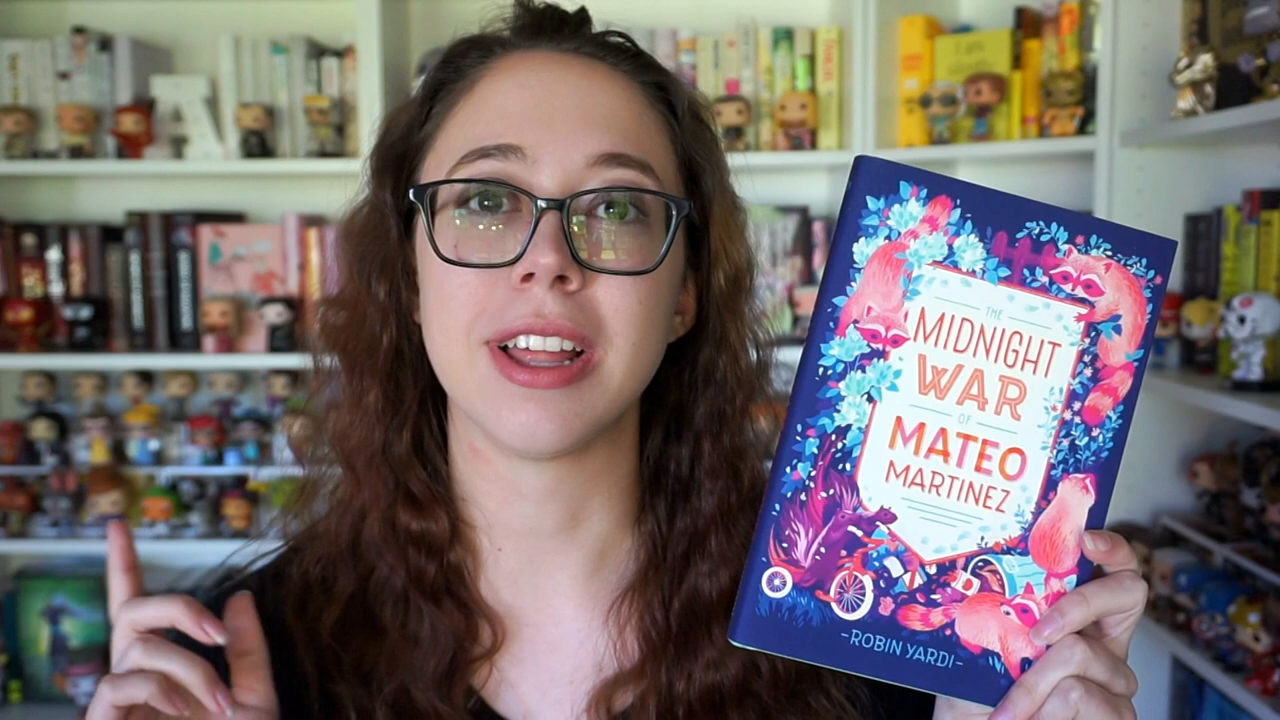 THE
MIDNIGHT
WAR
OF
MATEO
MARTINEZ
-ROBIN YARDI-